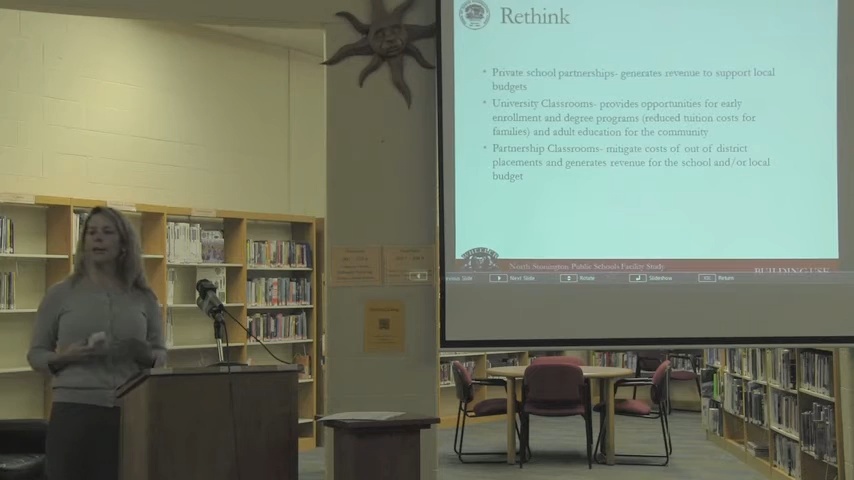 Rethink
• Private school partnerships- generates revenue to support local
budgets
• University Classrooms- provides opportunities for early
enrollment and degree programs (reduced tuition costs for
families) and adult education for the community
• Partnership Classrooms- mitigate costs of out of district
placements and generates revenue for the school and/or local
budget
North Stonington Public Schools Facility Study
BUILDING USE
Next Slide
Rotate
Slideshow
Return